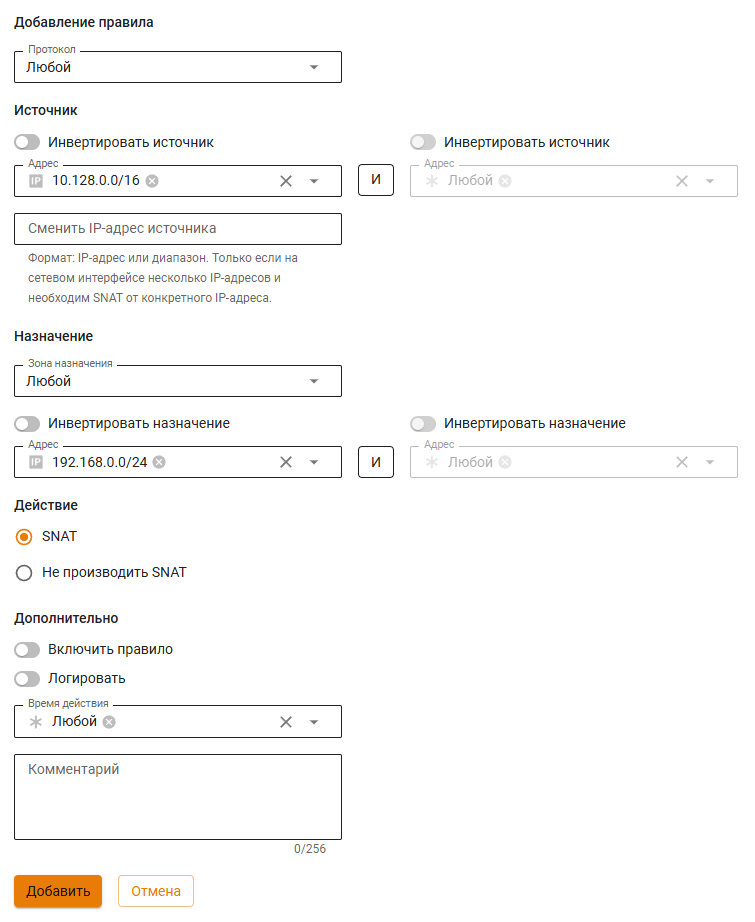 Добавление правила
Протокол
Любой
Источник
Инвертировать источник
Инвертировать источник
Адрес
Адрес
IP 10.128.0.0/16
И
Любой
Сменить IP-адрес источника
Формат: IP-адрес или диапазон. Только если на
сетевом интерфейсе несколько IP-адресов и
необходим SNAT от конкретного IP-адреса.
Назначение
Зона назначения
Любой
Инвертировать назначение
Инвертировать назначение
Адрес
Адрес
IP 192.168.0.0/24
И
Любой
Действие
SNAT
Не производить SNAT
Дополнительно
Включить правило
Логировать
Время действия
Любой
Комментарий
0/256
Добавить
Отмена